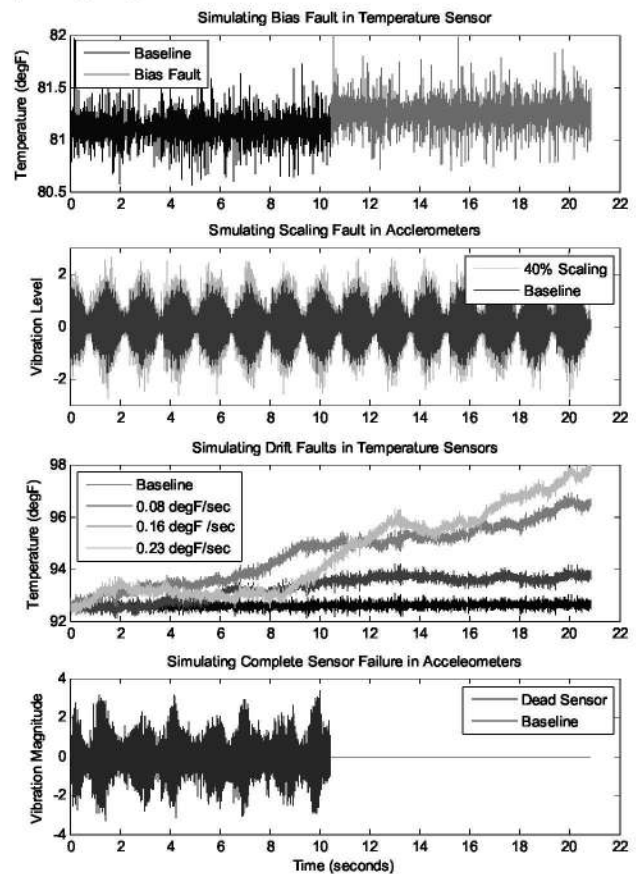 Simulating Bias Fault in Temperature Sensor
82
81.5
81
80.5
Temperature (degF)
Baseline
Bias Fault
0 2 4 6 8 10 12 14 16 18 20 22
Smulating Scaling Fault in Acclerometers
2
0
-2
Vibration Level
40% Scaling
Baseline
0 2 4 6 8 10 12 14 16 18 20 22
Simulating Drift Faults in Temperature Sensors
98
96
94
92
Temperature (degF)
Baseline
0.08 degF/sec
0.16 degF /sec
0.23 degF/sec
0 2 4 6 8 10 12 14 16 18 20 22
Simulating Complete Sensor Failure in Acceleometers
4
2
0
-2
-4
Vibration Magnitude
Dead Sensor
Baseline
0 2 4 6 8 10 12 14 16 18 20 22
Time (seconds)